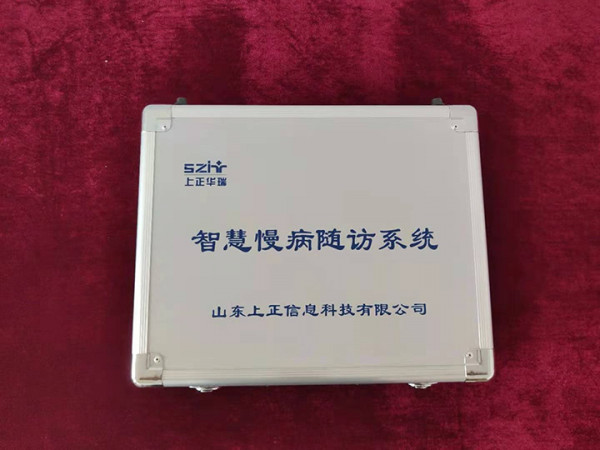 SZHR
上正华瑞
智慧慢病随访系统
山东上正信息科技有限公司